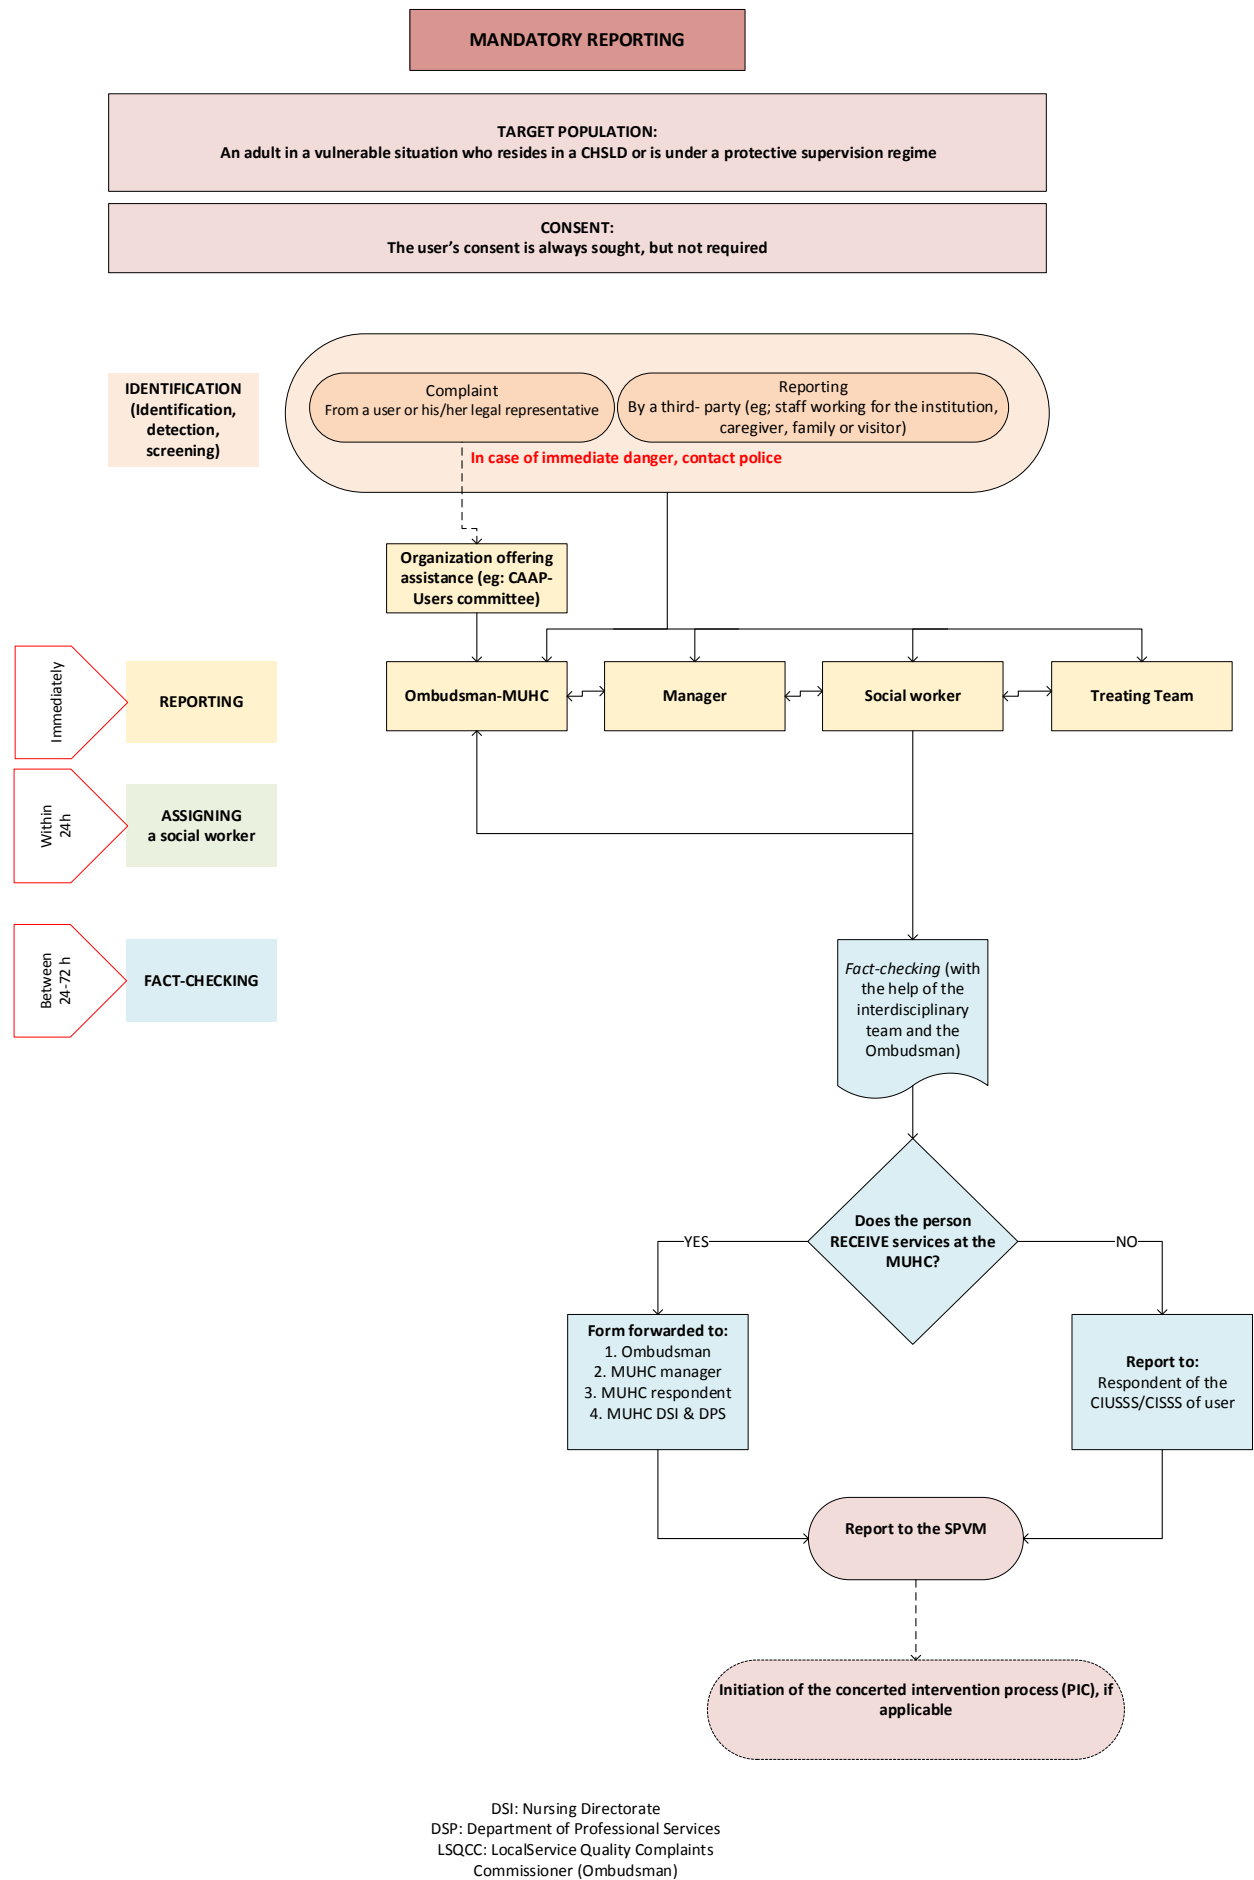 MANDATORY REPORTING
TARGET POPULATION:
An adult in a vulnerable situation who resides in a CHSLD or is under a protective supervision regime
CONSENT:
The user's consent is always sought, but not required
IDENTIFICATION
(Identification,
detection,
screening)
Complaint
From a user or his/her legal representative
Reporting
By a third- party (eg; staff working for the institution,
caregiver, family or visitor)
In case of immediate danger, contact police
Organization offering
assistance (eg: CAAP-
Users committee)
Immediately
REPORTING
Ombudsman-MUHC
Manager
Social worker
Treating Team
Within
24h
ASSIGNING
a social worker
Between
24-72 h
FACT-CHECKING
Fact-checking (with
the help of the
interdisciplinary
team and the
Ombudsman)
Does the person
RECEIVE services at the
MUHC?
YES
NO
Form forwarded to:
1. Ombudsman
2. MUHC manager
3. MUHC respondent
4. MUHC DSI & DPS
Report to:
Respondent of the
CIUSSS/CISSS of user
Report to the SPVM
Initiation of the concerted intervention process (PIC), if
applicable
DSI: Nursing Directorate
DSP: Department of Professional Services
LSQCC: LocalService Quality Complaints
Commissioner (Ombudsman)